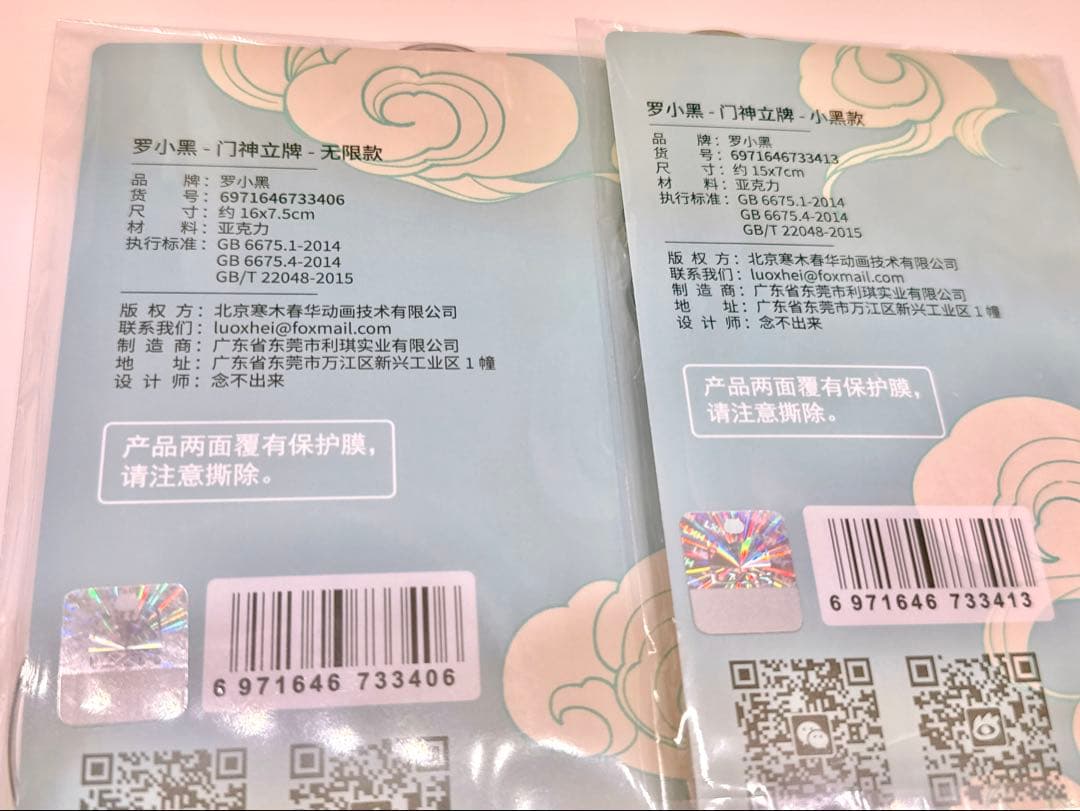 罗小黑 - 门神立牌 - 无限款
品 牌：罗小黑
货 号：6971646733406
尺 寸：约 16x7.5cm
材 料：亚克力
执行标准：GB 6675.1-2014
GB 6675.4-2014
GB/T 22048-2015
版 权 方：北京寒木春华动画技术有限公司
联系我们：luoxhei@foxmail.com
制 造 商：广东省东莞市利琪实业有限公司
地 址：广东省东莞市万江区新兴工业区 1 幢
设 计 师：念不出来
产品两面覆有保护膜，
请注意撕除。
6 971646 733406
罗小黑 - 门神立牌 - 小黑款
品 牌：罗小黑
货 号：6971646733413
尺 寸：约 15x7cm
材 料：亚克力
执行标准：GB 6675.1-2014
GB 6675.4-2014
GB/T 22048-2015
版 权 方：北京寒木春华动画技术有限公司
联系我们：luoxhei@foxmail.com
制 造 商：广东省东莞市利琪实业有限公司
地 址：广东省东莞市万江区新兴工业区 1 幢
设 计 师：念不出来
产品两面覆有保护膜，
请注意撕除。
LXH
6 971646 733413